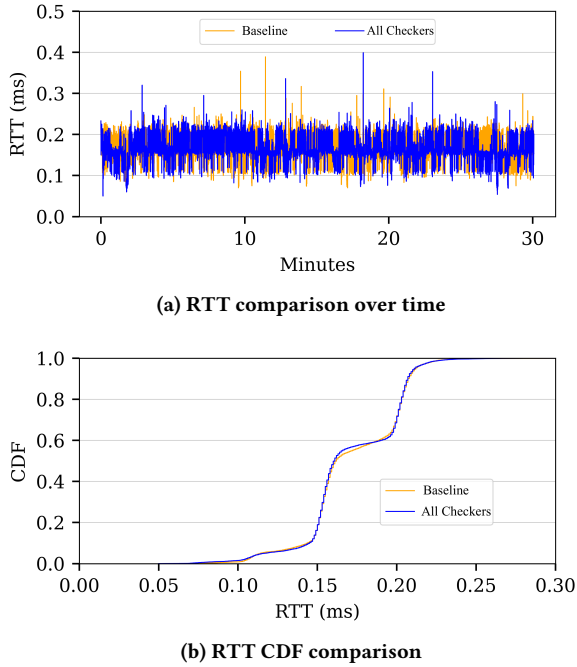 0.5
0.4
0.3
0.2
0.1
0.0
RTT (ms)
Baseline
All Checkers
0
10
20
30
Minutes
(a) RTT comparison over time
1.0
0.8
0.6
0.4
0.2
0.0
CDF
Baseline
All Checkers
0.00
0.05
0.10
0.15
0.20
0.25
0.30
RTT (ms)
(b) RTT CDF comparison